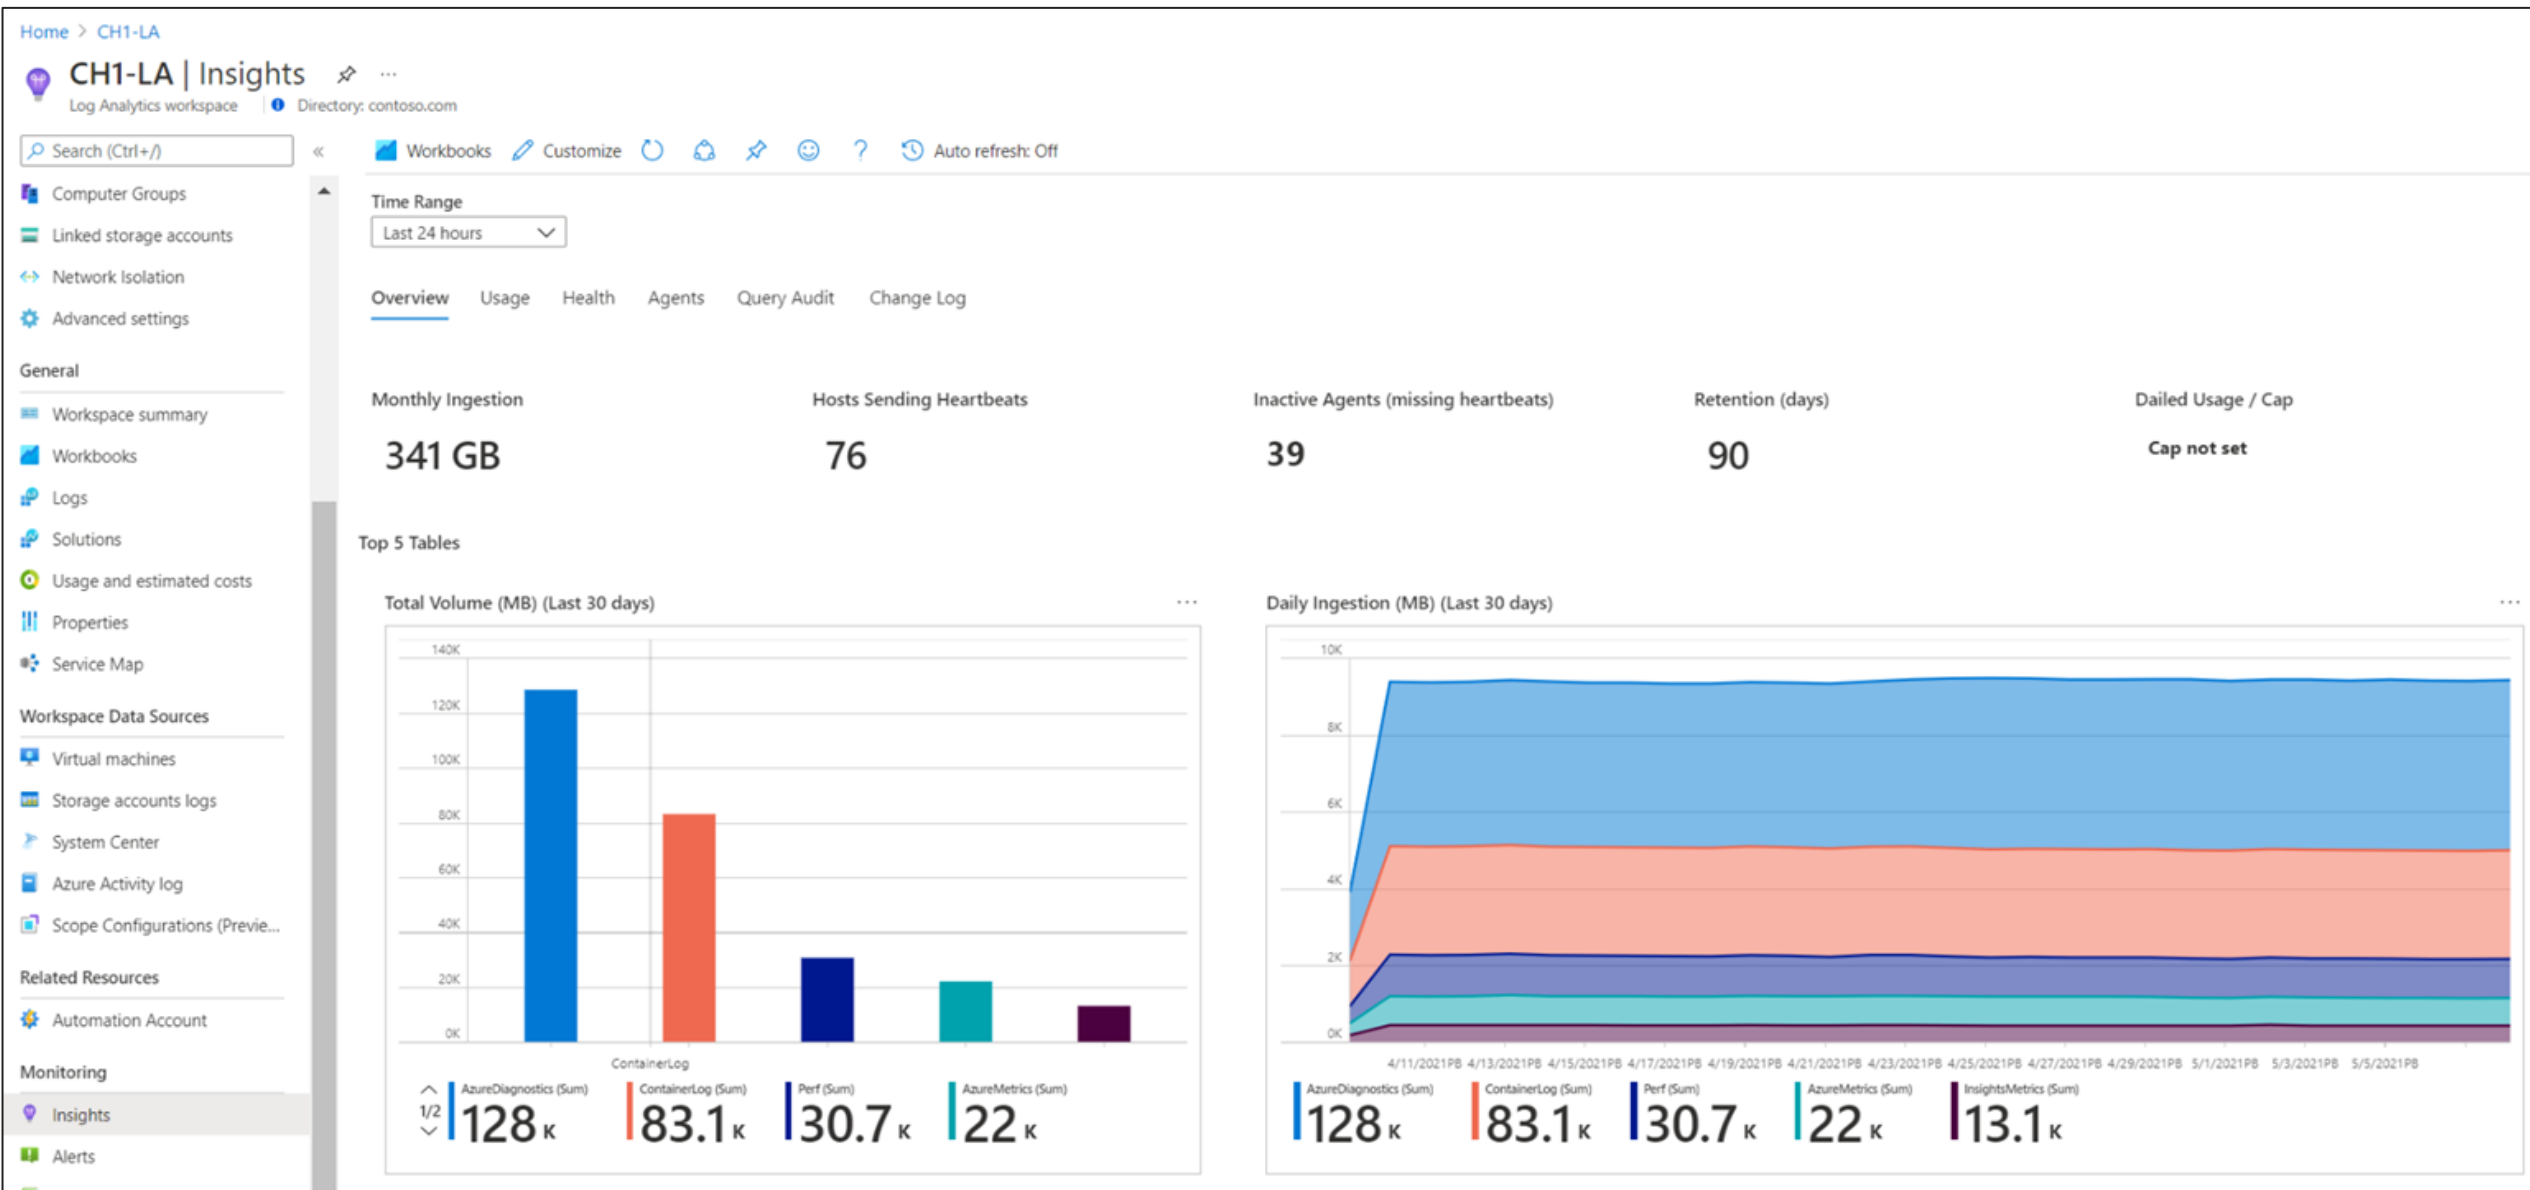 Home > CH1-LA
CH1-LA | Insights ...
Log Analytics workspace | Directory: contoso.com
Search (Ctrl+/)
«
Computer Groups
Linked storage accounts
Network Isolation
Advanced settings
General
Workspace summary
Workbooks
Logs
Solutions
Usage and estimated costs
Properties
Service Map
Workspace Data Sources
Virtual machines
Storage accounts logs
System Center
Azure Activity log
Scope Configurations (Previe...
Related Resources
Automation Account
Monitoring
Insights
Alerts
Workbooks Customize ? Auto refresh: Off
Time Range
Last 24 hours
Overview Usage Health Agents Query Audit Change Log
Monthly Ingestion
341 GB
Hosts Sending Heartbeats
76
Inactive Agents (missing heartbeats)
39
Retention (days)
90
Dailed Usage / Cap
Cap not set
Top 5 Tables
Total Volume (MB) (Last 30 days) ...
140K
120K
100K
80K
60K
40K
20K
0K
ContainerLog
1/2
AzureDiagnostics (Sum)
128 K
ContainerLog (Sum)
83.1 K
Perf (Sum)
30.7 K
AzureMetrics (Sum)
22 K
Daily Ingestion (MB) (Last 30 days) ...
10K
8K
6K
4K
2K
0K
4/11/2021PB 4/13/2021PB 4/15/2021PB 4/17/2021PB 4/19/2021PB 4/21/2021PB 4/23/2021PB 4/25/2021PB 4/27/2021PB 4/29/2021PB 5/1/2021PB 5/3/2021PB 5/5/2021PB
AzureDiagnostics (Sum)
128 K
ContainerLog (Sum)
83.1 K
Perf (Sum)
30.7 K
AzureMetrics (Sum)
22 K
InsightsMetrics (Sum)
13.1 K